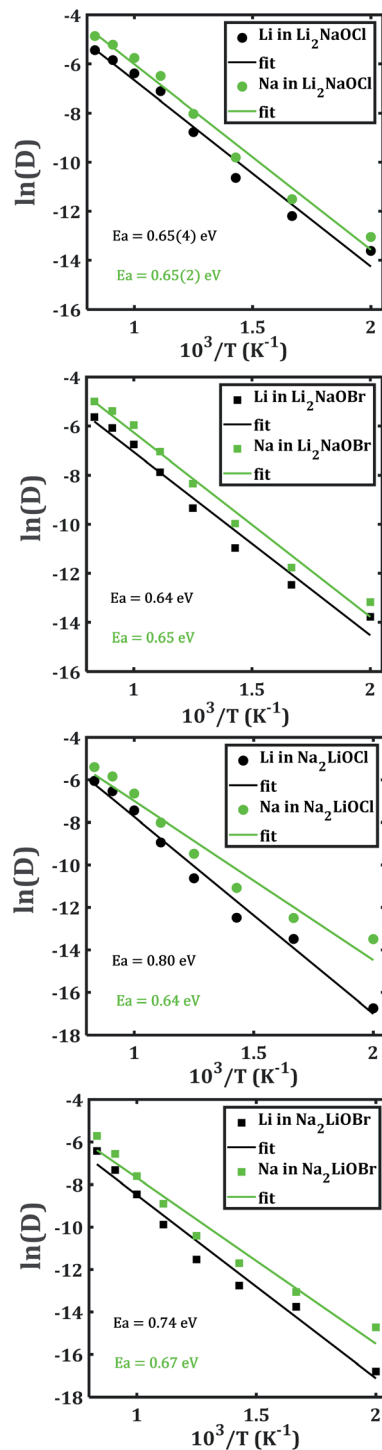 -4
-6
-8
-10
-12
-14
-16
ln(D)
Li in Li2NaOCl
fit
Na in Li2NaOCl
fit
Ea = 0.65(4) eV
Ea = 0.65(2) eV
1
1.5
2
10^3/T (K^-1)
-4
-6
-8
-10
-12
-14
-16
ln(D)
Li in Li2NaOBr
fit
Na in Li2NaOBr
fit
Ea = 0.64 eV
Ea = 0.65 eV
1
1.5
2
10^3/T (K^-1)
-4
-6
-8
-10
-12
-14
-16
-18
ln(D)
Li in Na2LiOCl
fit
Na in Na2LiOCl
fit
Ea = 0.80 eV
Ea = 0.64 eV
1
1.5
2
10^3/T (K^-1)
-4
-6
-8
-10
-12
-14
-16
-18
ln(D)
Li in Na2LiOBr
fit
Na in Na2LiOBr
fit
Ea = 0.74 eV
Ea = 0.67 eV
1
1.5
2
10^3/T (K^-1)